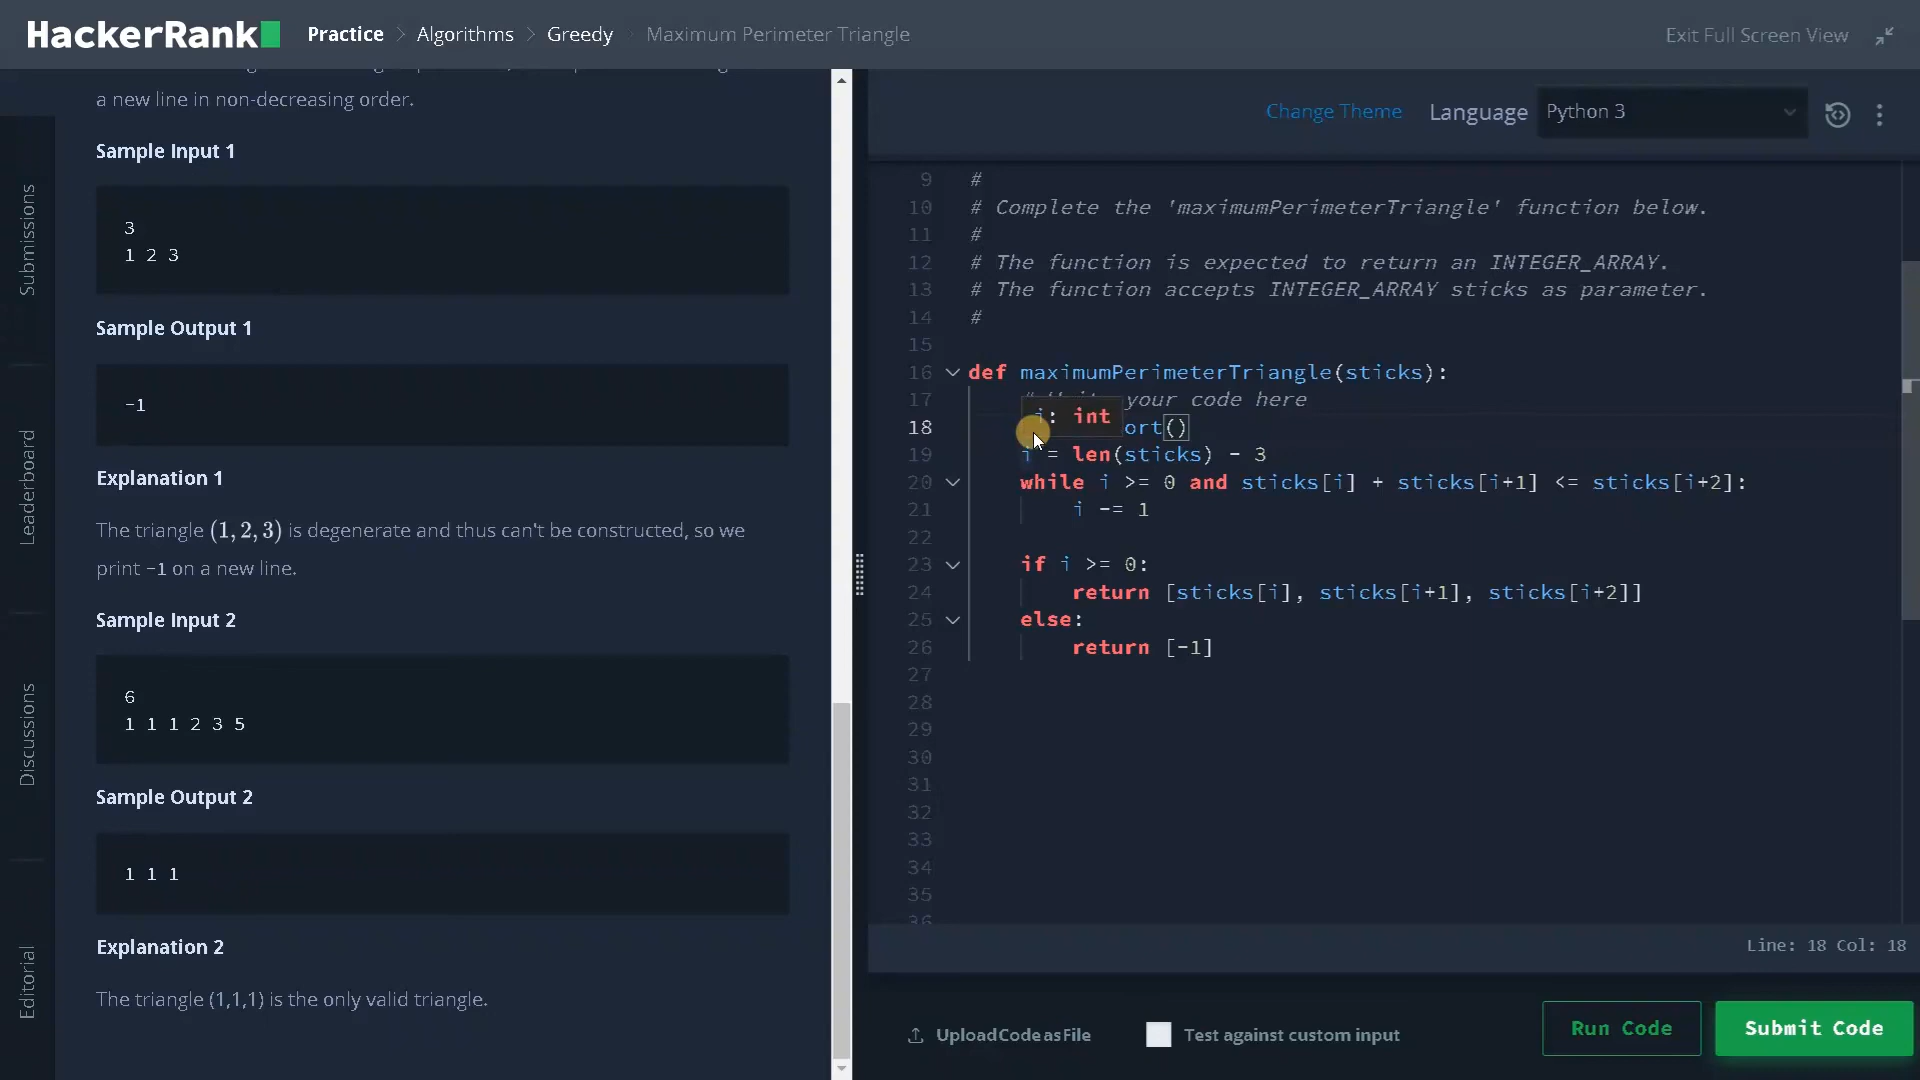 HackerRank
Practice > Algorithms > Greedy Maximum Perimeter Triangle
Exit Full Screen View
Submissions
Leaderboard
Discussions
Editorial
a new line in non-decreasing order.
Sample Input 1
3
1 2 3
Sample Output 1
-1
Explanation 1
The triangle (1, 2, 3) is degenerate and thus can't be constructed, so we
print -1 on a new line.
Sample Input 2
6
1 1 1 2 3 5
Sample Output 2
1 1 1
Explanation 2
The triangle (1,1,1) is the only valid triangle.
Change Theme Language Python 3
9 #
10 # Complete the 'maximumPerimeterTriangle' function below.
11 #
12 # The function is expected to return an INTEGER_ARRAY.
13 # The function accepts INTEGER_ARRAY sticks as parameter.
14 #
15
16 def maximumPerimeterTriangle(sticks):
17 # your code here
i: int
18 ort()
19 i = len(sticks) - 3
20 while i >= 0 and sticks[i] + sticks[i+1] <= sticks[i+2]:
21 i -= 1
22
23 if i >= 0:
24 return [sticks[i], sticks[i+1], sticks[i+2]]
25 else:
26 return [-1]
27
28
29
30
31
32
33
34
35
36
Line: 18 Col: 18
Upload Code as File
Test against custom input
Run Code
Submit Code